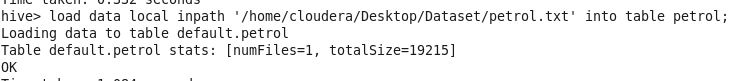 hive> load data local inpath '/home/cloudera/Desktop/Dataset/petrol.txt' into table petrol;
Loading data to table default.petrol
Table default.petrol stats: [numFiles=1, totalSize=19215]
OK